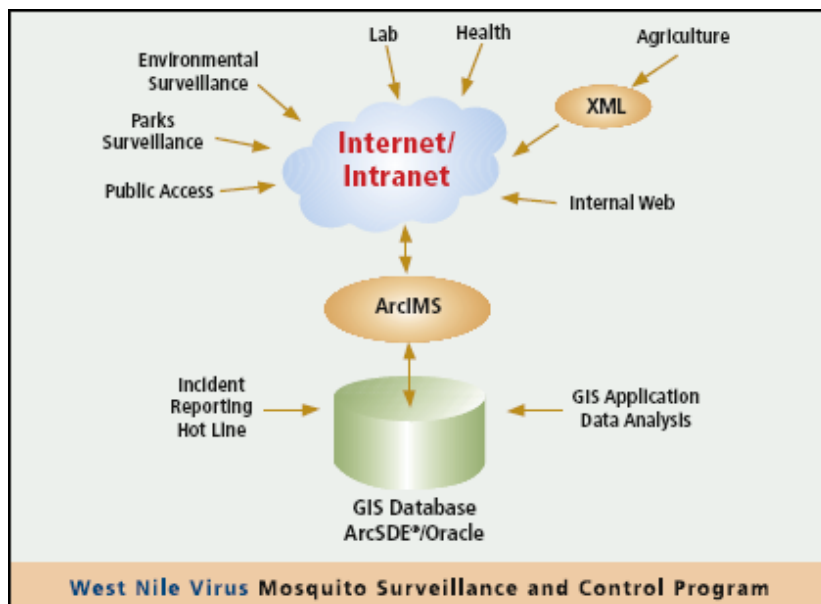 Lab
Health
Agriculture
Environmental
Surveillance
XML
Parks
Surveillance
Internet/
Intranet
Public Access
Internal Web
ArcIMS
Incident
Reporting
Hot Line
GIS Application
Data Analysis
GIS Database
ArcSDE®/Oracle
West Nile Virus Mosquito Surveillance and Control Program